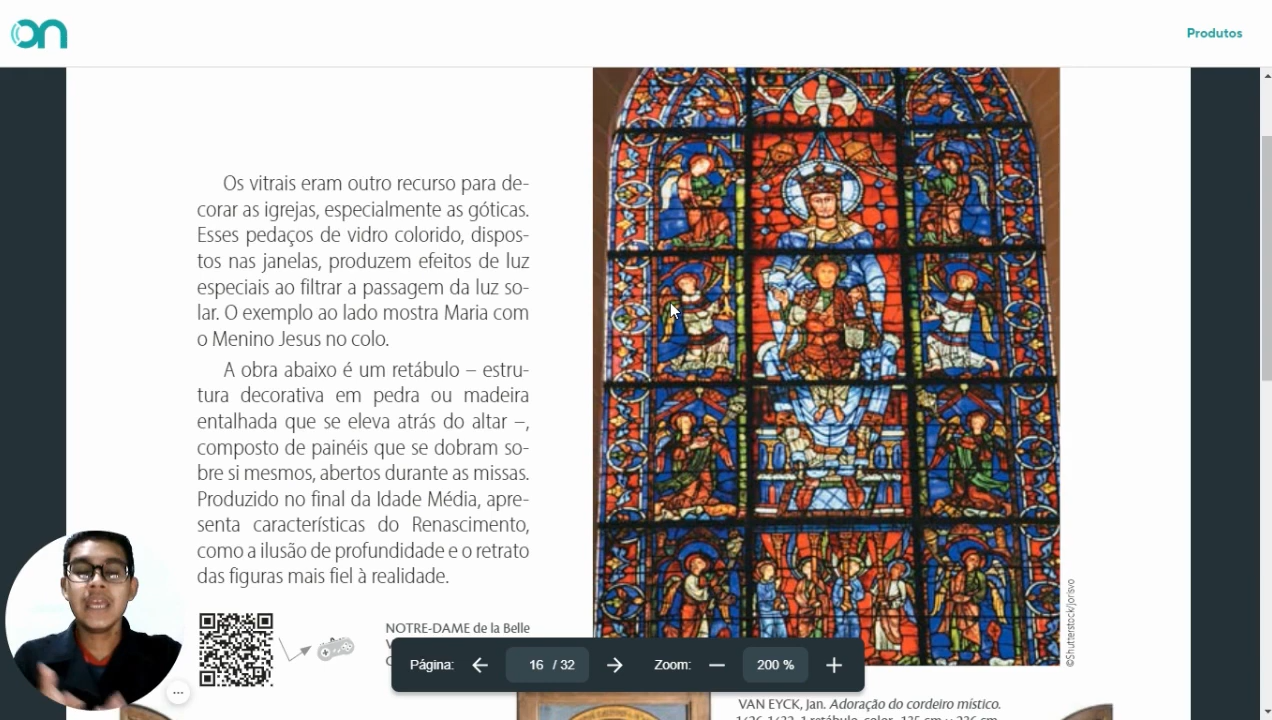 on
Produtos
Os vitrais eram outro recurso para de-
corar as igrejas, especialmente as góticas.
Esses pedaços de vidro colorido, dispos-
tos nas janelas, produzem efeitos de luz
especiais ao filtrar a passagem da luz so-
lar. O exemplo ao lado mostra Maria com
o Menino Jesus no colo.
A obra abaixo é um retábulo – estru-
tura decorativa em pedra ou madeira
entalhada que se eleva atrás do altar –,
composto de painéis que se dobram so-
bre si mesmos, abertos durante as missas.
Produzido no final da Idade Média, apre-
senta características do Renascimento,
como a ilusão de profundidade e o retrato
das figuras mais fiel à realidade.
©Shutterstock/jorisvo
NOTRE-DAME de la Belle
Página: 16 / 32 Zoom: 200 %
VAN EYCK, Jan. Adoração do cordeiro místico.